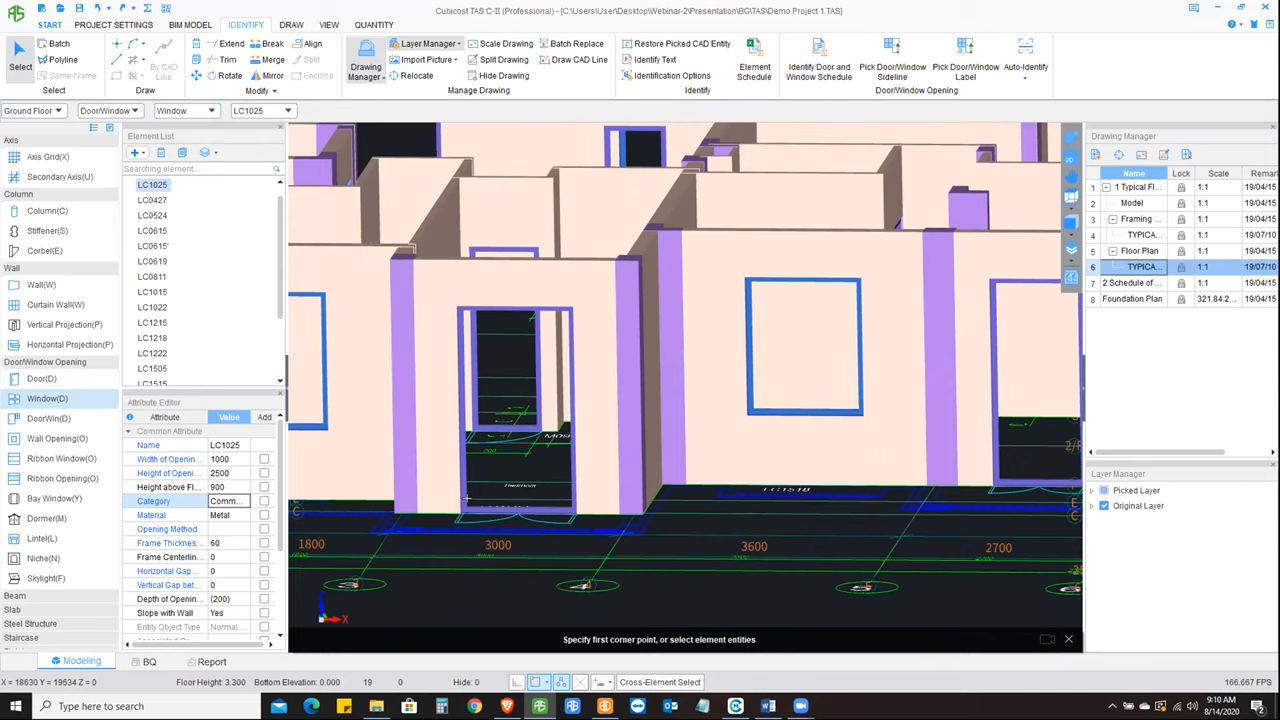 Cubicost TAS C-II (Professional) - [C:\Users\User\Desktop\Webinar-2\Presentation\BG\TAS\Demo Project 1.TAS]
START PROJECT SETTINGS BIM MODEL IDENTIFY DRAW VIEW QUANTITY
Select
Batch
Polyline
Same-Name
Select
By CAD Line
Draw
Extend Break Align
Trim Merge Split
Rotate Mirror Enclose
Modify
Drawing Manager
Layer Manager Scale Drawing Batch Replace
Import Picture Split Drawing Draw CAD Line
Relocate Hide Drawing
Manage Drawing
Restore Picked CAD Entity
Identify Text
Identification Options
Element Schedule
Identify
Identify Door and Window Schedule
Pick Door/Window Sideline
Pick Door/Window Label
Auto-Identify
Door/Window Opening
Ground Floor Door/Window Window LC1025
Axis
Axis Grid(X)
Secondary Axis(U)
Column
Column(C)
Stiffener(S)
Corbel(E)
Wall
Wall(W)
Curtain Wall(W)
Vertical Projection(P)
Horizontal Projection(P)
Door/Window Opening
Door(D)
Window(D)
DoorWin(D)
Wall Opening(O)
Ribbon Window(O)
Ribbon Opening(O)
Bay Window(Y)
Dormer(M)
Lintel(L)
Niche(N)
Skylight(F)
Beam
Slab
Steel Structure
Staircase
Element List
Searching element...
LC1025
LC0427
LC0524
LC0615
LC0615'
LC0619
LC0811
LC1015
LC1022
LC1215
LC1218
LC1222
LC1505
LC1515
Attribute Editor
Attribute Value Add
Common Attribute
Name LC1025
Width of Openin... 1000
Height of Openi... 2500
Height above Fl... 900
Category Comm...
Material Metal
Opening Method
Frame Thicknes... 60
Frame Centerlin... 0
Horizontal Gap ... 0
Vertical Gap bet... 0
Depth of Openin... (200)
Slope with Wall Yes
Entity Object Type Normal ...
1800 3000 3600 2700
X
Specify first corner point, or select element entities
Drawing Manager
Name Lock Scale Remar
1 1 Typical Fl... 1:1 19/04/15
2 Model 1:1 19/04/15
3 Framing ... 1:1 19/04/15
4 TYPICA... 1:1 19/07/10
5 Floor Plan 1:1 19/04/15
6 TYPICA... 1:1 19/07/10
7 2 Schedule of ... 1:1 19/04/15
8 Foundation Plan 321.84:2... 19/04/15
Layer Manager
Picked Layer
Original Layer
Modeling BQ Report
X = 18630 Y = 19634 Z = 0 Floor Height: 3.300 Bottom Elevation: 0.000 19 0 Hide: 0 Cross-Element Select 166.667 FPS
Type here to search
9:10 AM
8/14/2020